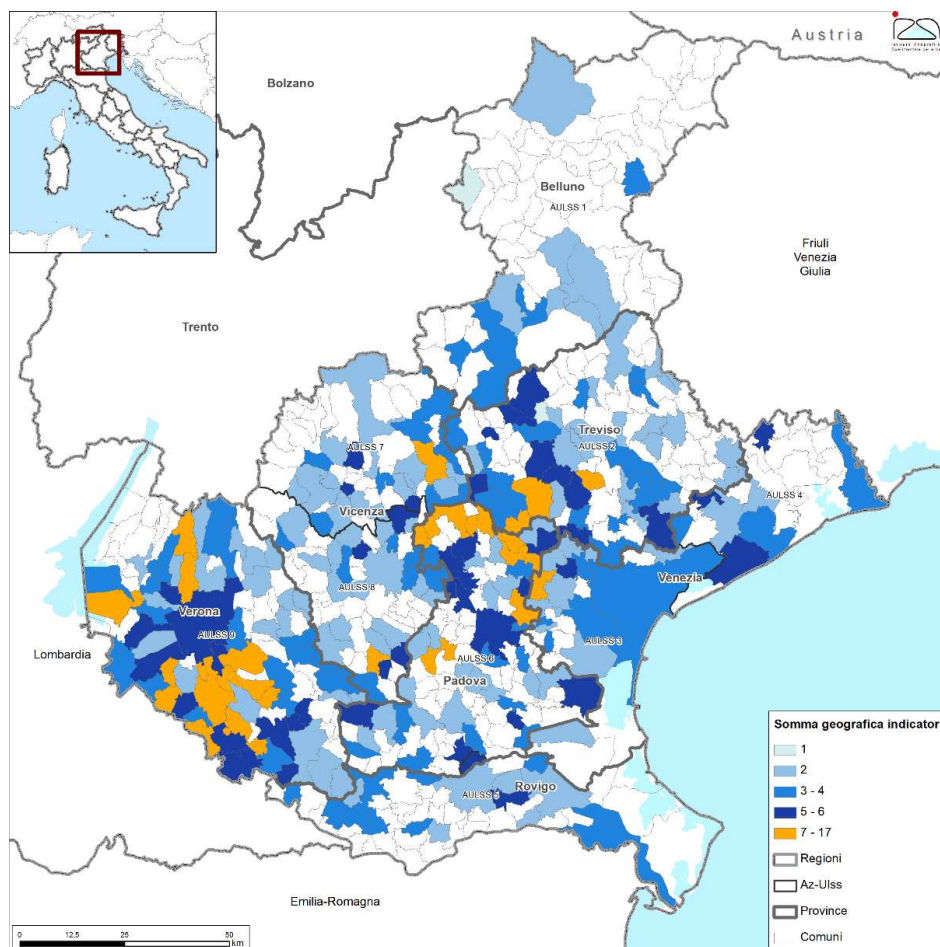 Austria
Bolzano
Belluno
AULSS 1
Friuli
Venezia
Giulia
Trento
Treviso
AULSS 2
AULSS 7
AULSS 4
Vicenza
Venezia
AULSS 8
Verona
AULSS 9
AULSS 3
Lombardia
AULSS 6
Padova
Rovigo
AULSS 5
Emilia-Romagna
Somma geografica indicatori
1
2
3 - 4
5 - 6
7 - 17
Regioni
Az-Ulss
Province
Comuni
0 12,5 25 50
km